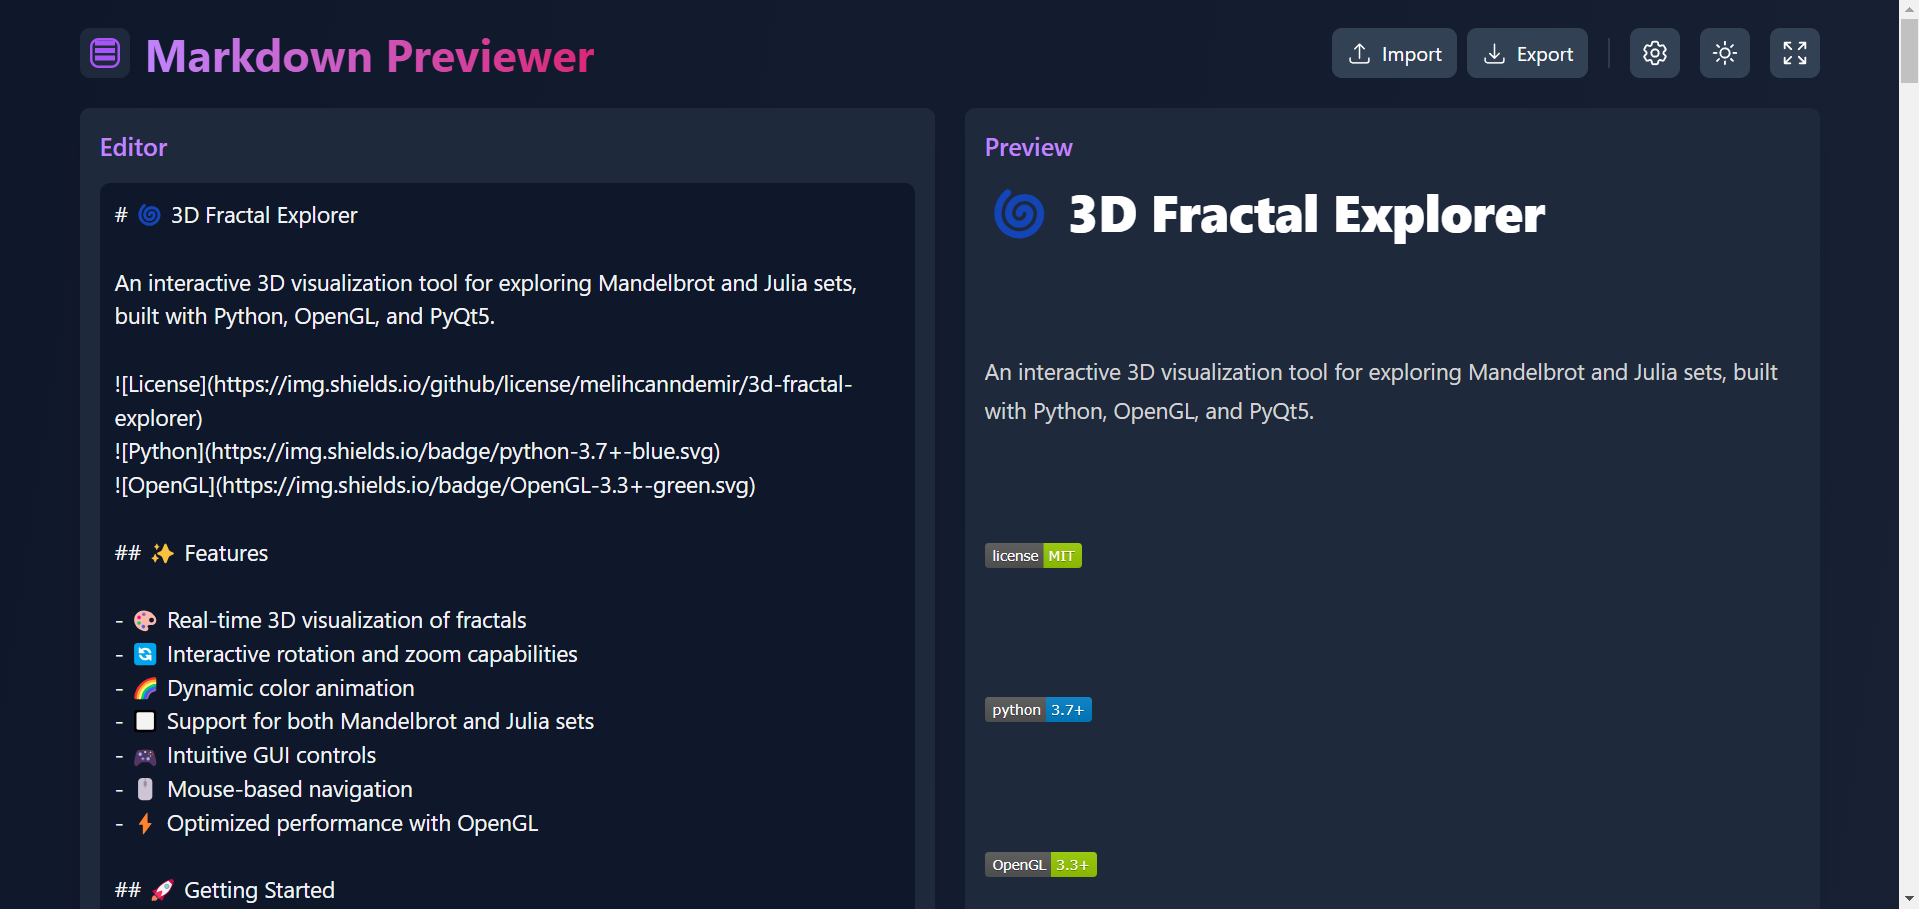 Markdown Previewer
Import
Export
Editor
# 🌀 3D Fractal Explorer
An interactive 3D visualization tool for exploring Mandelbrot and Julia sets,
built with Python, OpenGL, and PyQt5.
![License](https://img.shields.io/github/license/melihcanndemir/3d-fractal-
explorer)
![Python](https://img.shields.io/badge/python-3.7+-blue.svg)
![OpenGL](https://img.shields.io/badge/OpenGL-3.3+-green.svg)
## ✨ Features
- 🎨 Real-time 3D visualization of fractals
- 🔄 Interactive rotation and zoom capabilities
- 🌈 Dynamic color animation
- 🔲 Support for both Mandelbrot and Julia sets
- 🎮 Intuitive GUI controls
- 🖱️ Mouse-based navigation
- ⚡ Optimized performance with OpenGL
## 🚀 Getting Started
Preview
🌀 3D Fractal Explorer
An interactive 3D visualization tool for exploring Mandelbrot and Julia sets, built
with Python, OpenGL, and PyQt5.
license MIT
python 3.7+
OpenGL 3.3+